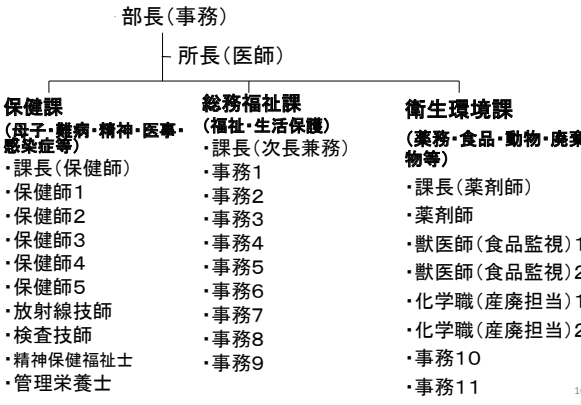 部長（事務）
所長（医師）
保健課
（母子・難病・精神・医事・
感染症等）
・課長（保健師）
・保健師１
・保健師２
・保健師３
・保健師４
・保健師５
・放射線技師
・検査技師
・精神保健福祉士
・管理栄養士
総務福祉課
（福祉・生活保護）
・課長（次長兼務）
・事務１
・事務２
・事務３
・事務４
・事務５
・事務６
・事務７
・事務８
・事務９
衛生環境課
（薬務・食品・動物・廃棄
物等）
・課長（薬剤師）
・薬剤師
・獣医師（食品監視）１
・獣医師（食品監視）２
・化学職（産廃担当）１
・化学職（産廃担当）２
・事務１０
・事務１１